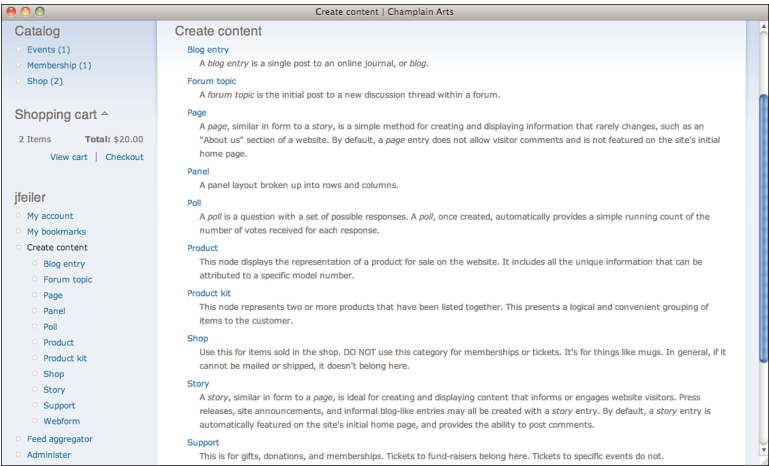 Create content | Champlain Arts
Catalog
Events (1)
Membership (1)
Shop (2)
Shopping cart
2 Items Total: $20.00
View cart | Checkout
jfeiler
My account
My bookmarks
Create content
Blog entry
Forum topic
Page
Panel
Poll
Product
Product kit
Shop
Story
Support
Webform
Feed aggregator
Administer
Create content
Blog entry
A blog entry is a single post to an online journal, or blog.
Forum topic
A forum topic is the initial post to a new discussion thread within a forum.
Page
A page, similar in form to a story, is a simple method for creating and displaying information that rarely changes, such as an
"About us" section of a website. By default, a page entry does not allow visitor comments and is not featured on the site's initial
home page.
Panel
A panel layout broken up into rows and columns.
Poll
A poll is a question with a set of possible responses. A poll, once created, automatically provides a simple running count of the
number of votes received for each response.
Product
This node displays the representation of a product for sale on the website. It includes all the unique information that can be
attributed to a specific model number.
Product kit
This node represents two or more products that have been listed together. This presents a logical and convenient grouping of
items to the customer.
Shop
Use this for items sold in the shop. DO NOT use this category for memberships or tickets. It's for things like mugs. In general, if it
cannot be mailed or shipped, it doesn't belong here.
Story
A story, similar in form to a page, is ideal for creating and displaying content that informs or engages website visitors. Press
releases, site announcements, and informal blog-like entries may all be created with a story entry. By default, a story entry is
automatically featured on the site's initial home page, and provides the ability to post comments.
Support
This is for gifts, donations, and memberships. Tickets to fund-raisers belong here. Tickets to specific events do not.